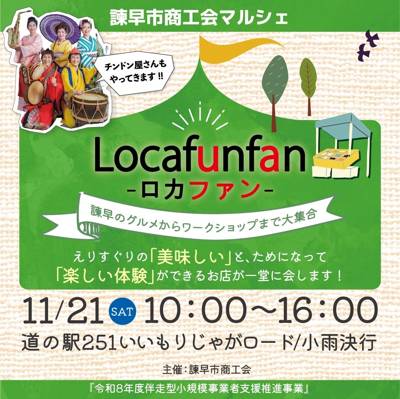 諫早市商工会マルシェ
チンドン屋さんも
やってきます!!
Locafunfan
-ロカファン-
諫早のグルメからワークショップまで大集合
えりすぐりの「美味しい」と、ためになって
「楽しい体験」ができるお店が一堂に会します！
11/21 SAT 10:00〜16:00
道の駅251いいもりじゃがロード/小雨決行
主催：諫早市商工会
「令和8年度伴走型小規模事業者支援推進事業」